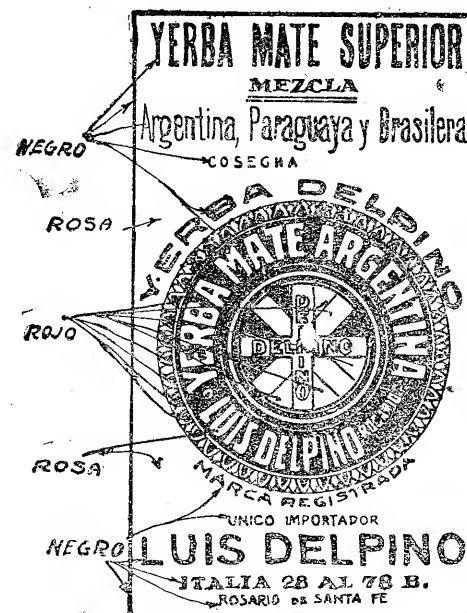 YERBA MATE SUPERIOR
MEZCLA
Argentina, Paraguaya y Brasilera
NEGRO
COSECHA
YERBA DELPINO
ROSA
YERBA MATE ARGENTINA
DELPINO
DELPINO
ROJO
LUIS DELPINO
ROSA
MARCA REGISTRADA
UNICO IMPORTADOR
NEGRO
LUIS DELPINO
ITALIA 28 AL 78 B.
ROSARIO DE SANTA FE